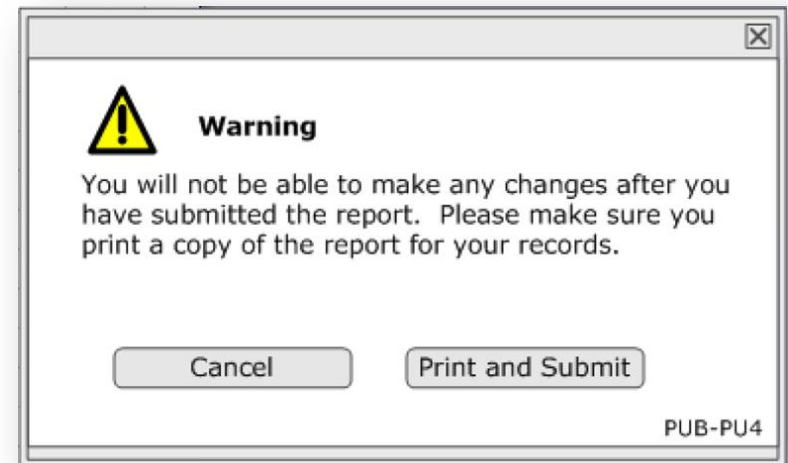 Warning
You will not be able to make any changes after you
have submitted the report.  Please make sure you
print a copy of the report for your records.
Cancel
Print and Submit
PUB-PU4